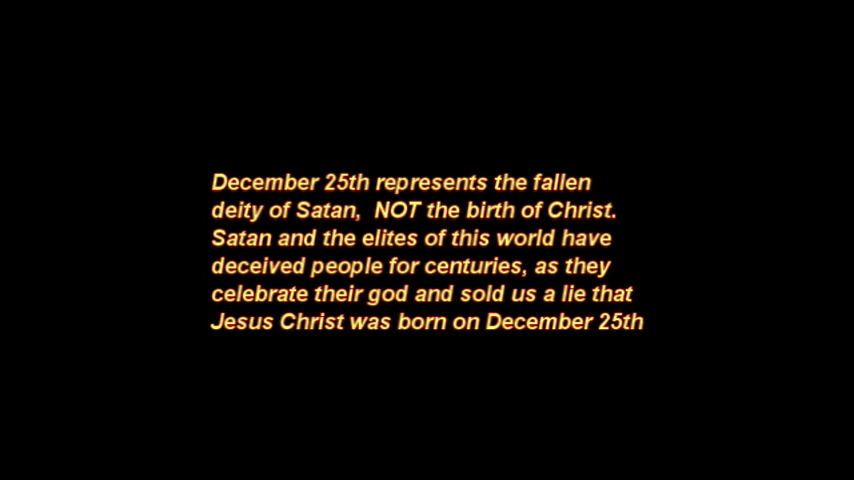 December 25th represents the fallen
deity of Satan,  NOT the birth of Christ.
Satan and the elites of this world have
deceived people for centuries, as they
celebrate their god and sold us a lie that
Jesus Christ was born on December 25th